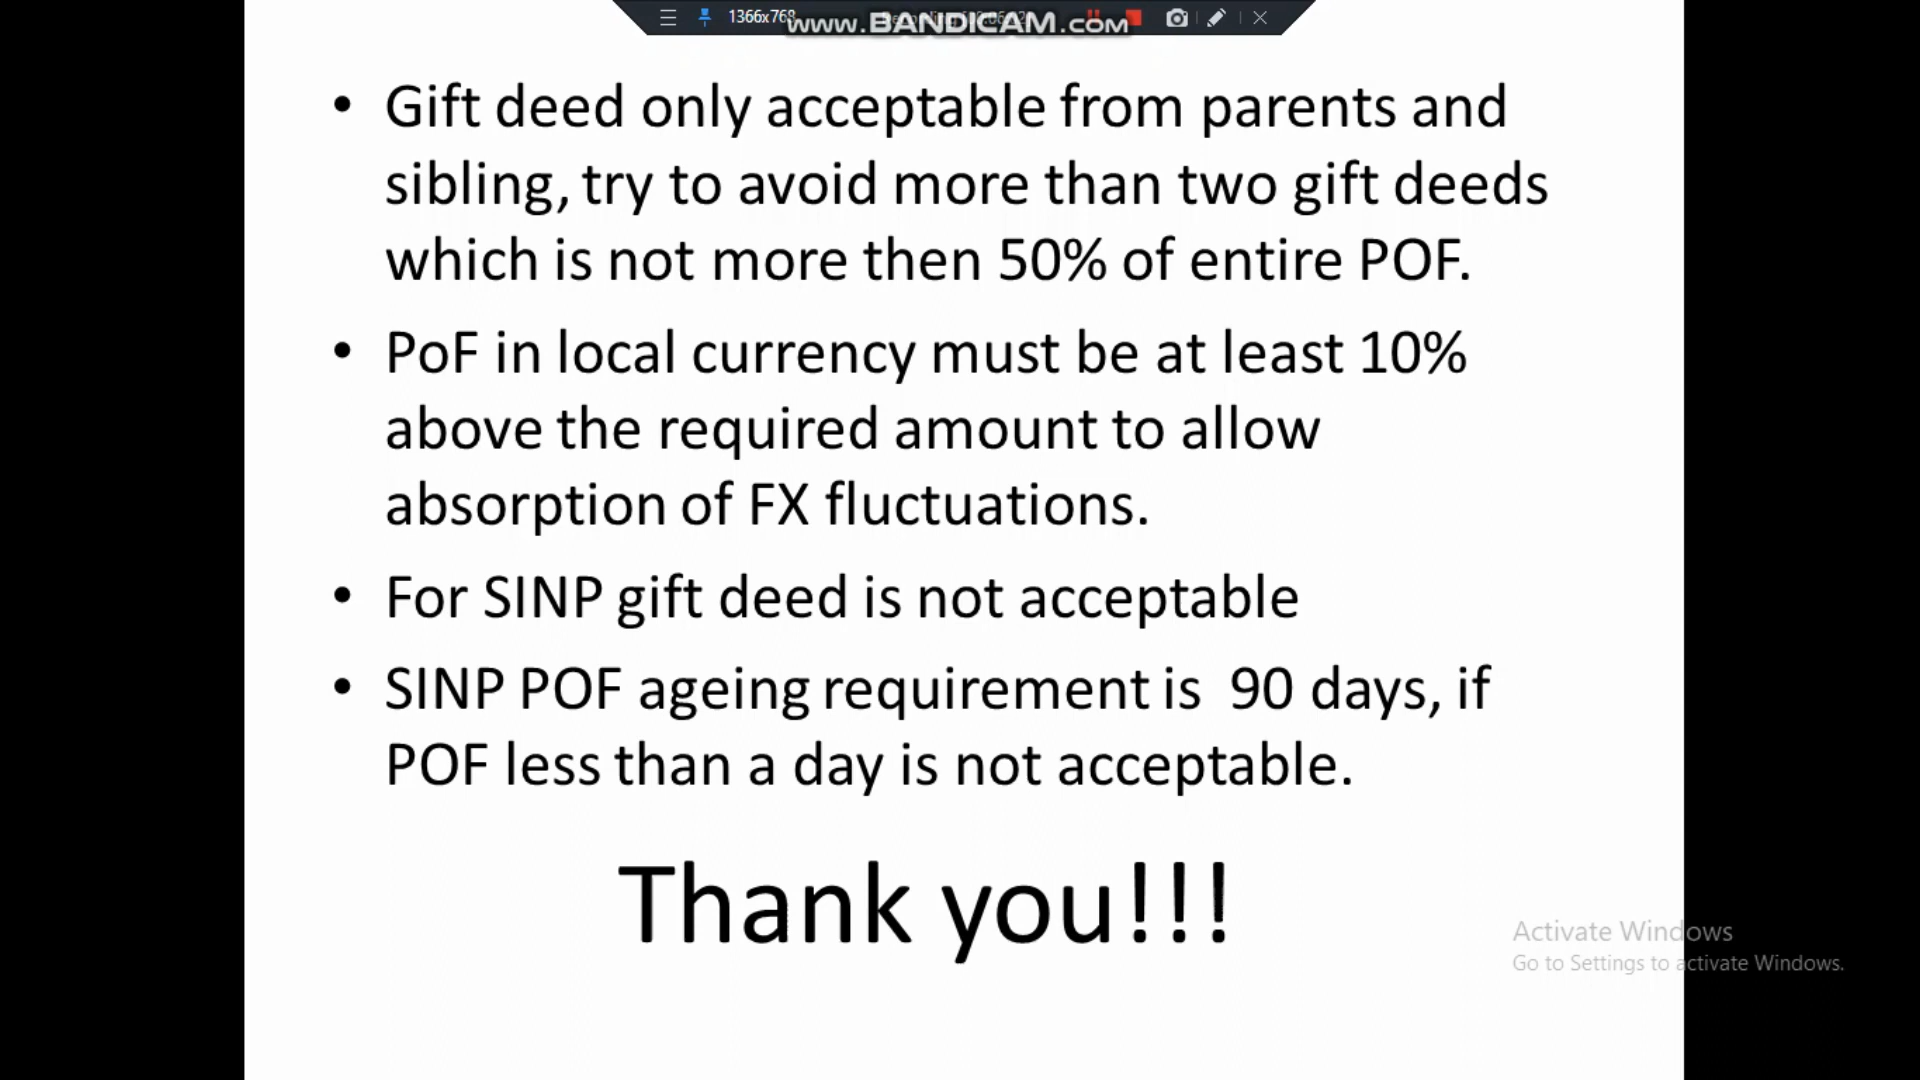 1366x768
www.BANDICAM.com
• Gift deed only acceptable from parents and
sibling, try to avoid more than two gift deeds
which is not more then 50% of entire POF.
• PoF in local currency must be at least 10%
above the required amount to allow
absorption of FX fluctuations.
• For SINP gift deed is not acceptable
• SINP POF ageing requirement is  90 days, if
POF less than a day is not acceptable.
Thank you!!!
Activate Windows
Go to Settings to activate Windows.